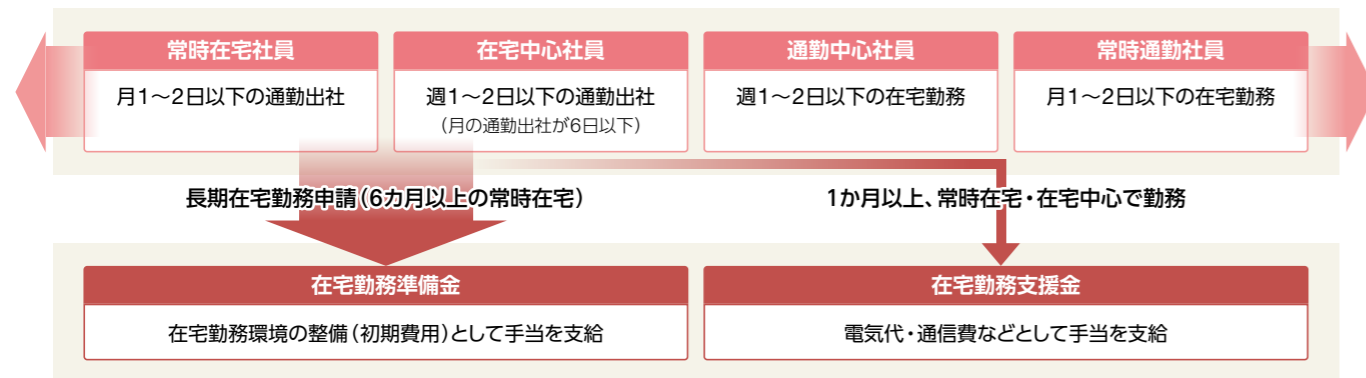 常時在宅社員
月1～2日以下の通勤出社
在宅中心社員
週1～2日以下の通勤出社
（月の通勤出社が6日以下）
通勤中心社員
週1～2日以下の在宅勤務
常時通勤社員
月1～2日以下の在宅勤務
長期在宅勤務申請（6カ月以上の常時在宅）
1か月以上、常時在宅・在宅中心で勤務
在宅勤務準備金
在宅勤務環境の整備（初期費用）として手当を支給
在宅勤務支援金
電気代・通信費などとして手当を支給